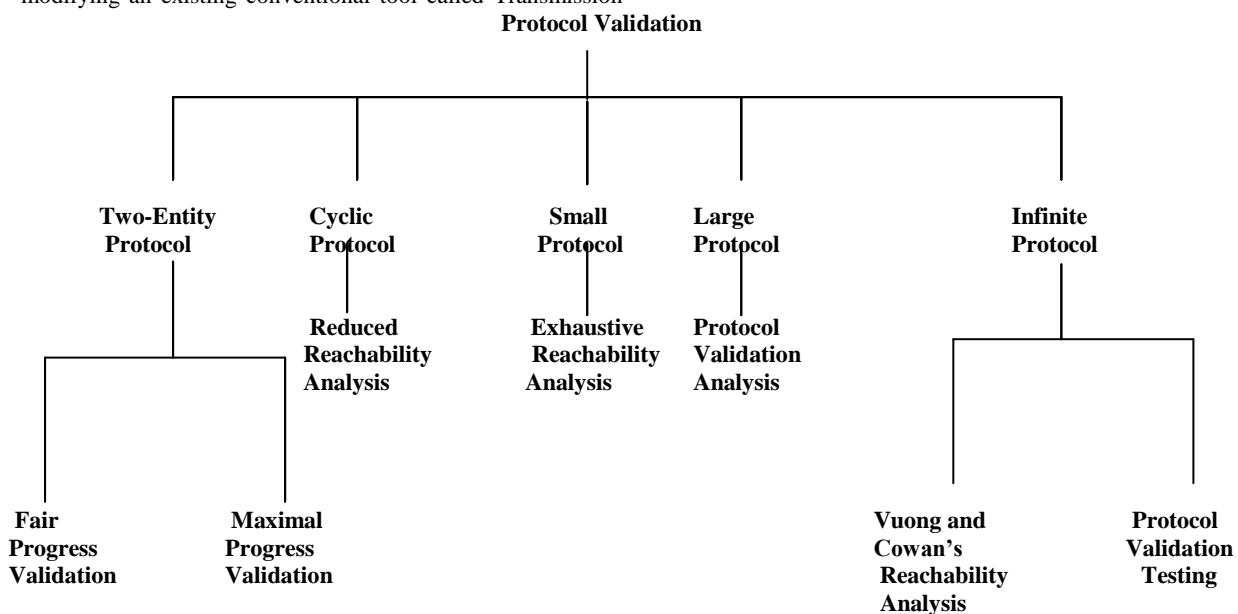 modifying an existing conventional tool called Transmission
Protocol Validation
Two-Entity
Protocol
Cyclic
Protocol
Small
Protocol
Large
Protocol
Infinite
Protocol
Reduced
Reachability
Analysis
Exhaustive
Reachability
Analysis
Protocol
Validation
Analysis
Fair
Progress
Validation
Maximal
Progress
Validation
Vuong and
Cowan's
Reachability
Analysis
Protocol
Validation
Testing